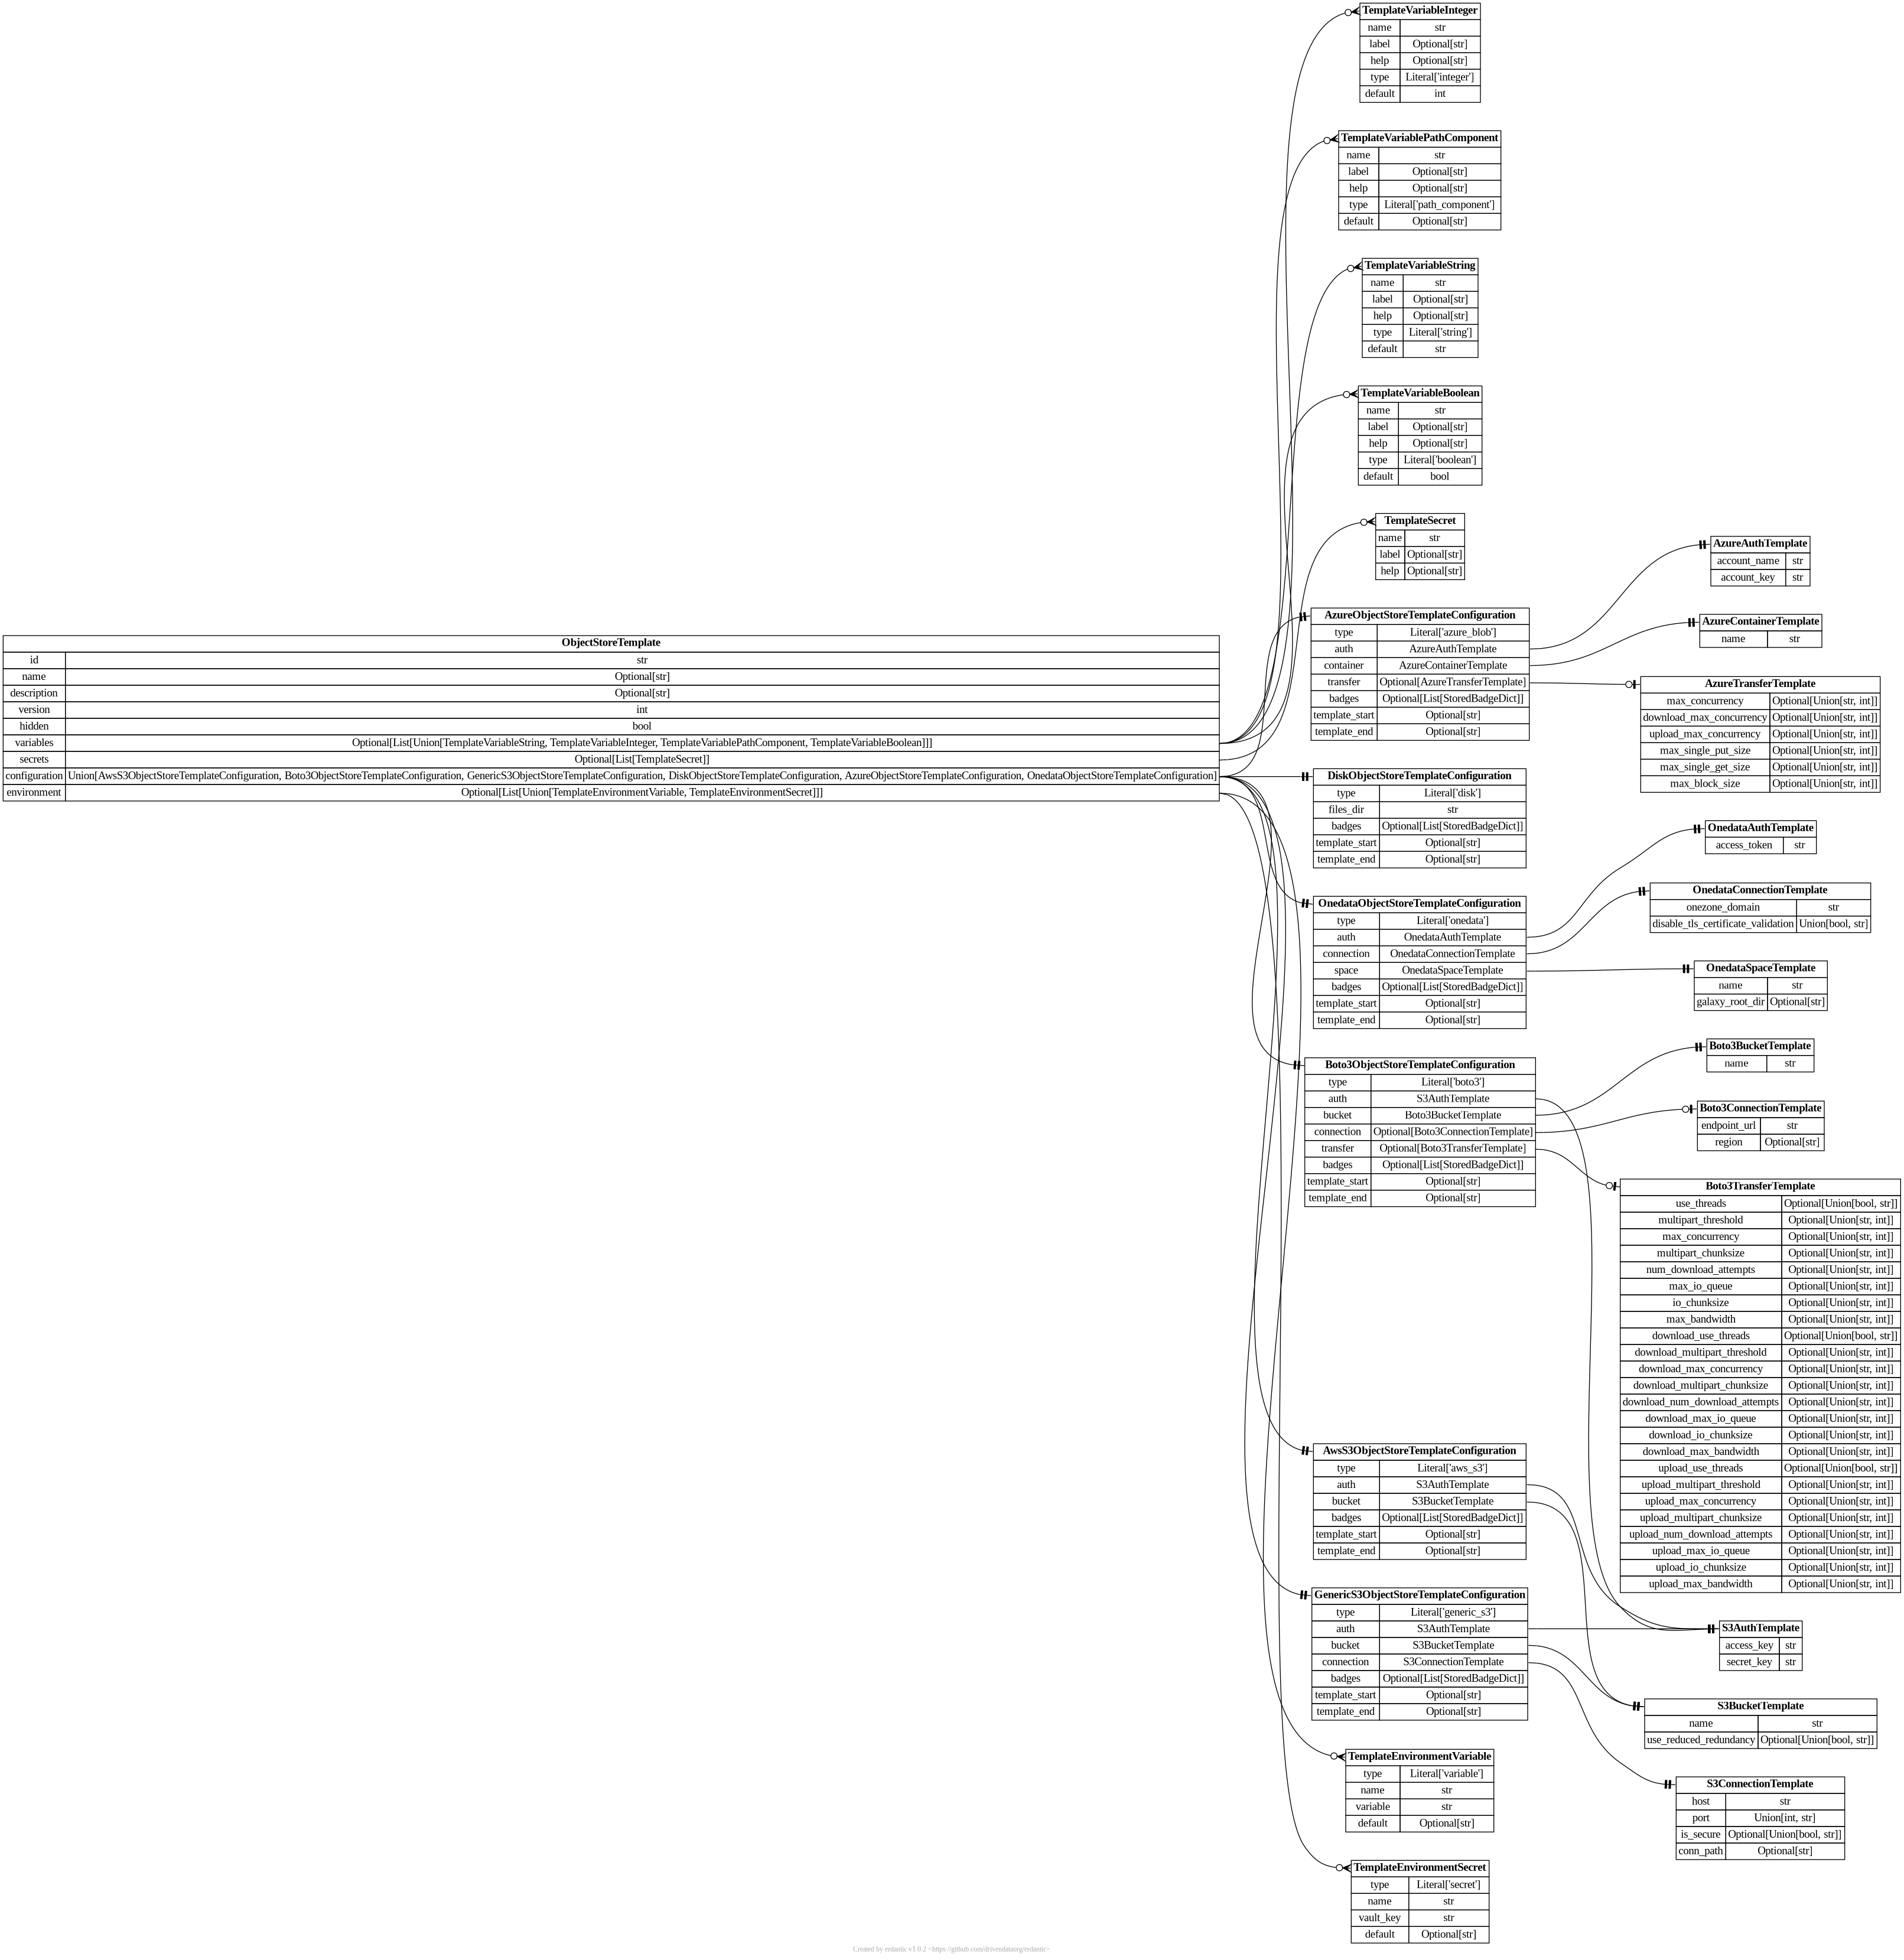 TemplateVariableInteger
name str
label Optional[str]
help Optional[str]
type Literal['integer']
default int
TemplateVariablePathComponent
name str
label Optional[str]
help Optional[str]
type Literal['path_component']
default Optional[str]
TemplateVariableString
name str
label Optional[str]
help Optional[str]
type Literal['string']
default str
TemplateVariableBoolean
name str
label Optional[str]
help Optional[str]
type Literal['boolean']
default bool
TemplateSecret
name str
label Optional[str]
help Optional[str]
ObjectStoreTemplate
id str
name Optional[str]
description Optional[str]
version int
hidden bool
variables Optional[List[Union[TemplateVariableString, TemplateVariableInteger, TemplateVariablePathComponent, TemplateVariableBoolean]]]
secrets Optional[List[TemplateSecret]]
configuration Union[AwsS3ObjectStoreTemplateConfiguration, Boto3ObjectStoreTemplateConfiguration, GenericS3ObjectStoreTemplateConfiguration, DiskObjectStoreTemplateConfiguration, AzureObjectStoreTemplateConfiguration, OnedataObjectStoreTemplateConfiguration]
environment Optional[List[Union[TemplateEnvironmentVariable, TemplateEnvironmentSecret]]]
AzureObjectStoreTemplateConfiguration
type Literal['azure_blob']
auth AzureAuthTemplate
container AzureContainerTemplate
transfer Optional[AzureTransferTemplate]
badges Optional[List[StoredBadgeDict]]
template_start Optional[str]
template_end Optional[str]
DiskObjectStoreTemplateConfiguration
type Literal['disk']
files_dir str
badges Optional[List[StoredBadgeDict]]
template_start Optional[str]
template_end Optional[str]
OnedataObjectStoreTemplateConfiguration
type Literal['onedata']
auth OnedataAuthTemplate
connection OnedataConnectionTemplate
space OnedataSpaceTemplate
badges Optional[List[StoredBadgeDict]]
template_start Optional[str]
template_end Optional[str]
Boto3ObjectStoreTemplateConfiguration
type Literal['boto3']
auth S3AuthTemplate
bucket Boto3BucketTemplate
connection Optional[Boto3ConnectionTemplate]
transfer Optional[Boto3TransferTemplate]
badges Optional[List[StoredBadgeDict]]
template_start Optional[str]
template_end Optional[str]
AwsS3ObjectStoreTemplateConfiguration
type Literal['aws_s3']
auth S3AuthTemplate
bucket S3BucketTemplate
badges Optional[List[StoredBadgeDict]]
template_start Optional[str]
template_end Optional[str]
GenericS3ObjectStoreTemplateConfiguration
type Literal['generic_s3']
auth S3AuthTemplate
bucket S3BucketTemplate
connection S3ConnectionTemplate
badges Optional[List[StoredBadgeDict]]
template_start Optional[str]
template_end Optional[str]
TemplateEnvironmentVariable
type Literal['variable']
name str
variable str
default Optional[str]
TemplateEnvironmentSecret
type Literal['secret']
name str
vault_key str
default Optional[str]
AzureAuthTemplate
account_name str
account_key str
AzureContainerTemplate
name str
AzureTransferTemplate
max_concurrency Optional[Union[str, int]]
download_max_concurrency Optional[Union[str, int]]
upload_max_concurrency Optional[Union[str, int]]
max_single_put_size Optional[Union[str, int]]
max_single_get_size Optional[Union[str, int]]
max_block_size Optional[Union[str, int]]
OnedataAuthTemplate
access_token str
OnedataConnectionTemplate
onezone_domain str
disable_tls_certificate_validation Union[bool, str]
OnedataSpaceTemplate
name str
galaxy_root_dir Optional[str]
Boto3BucketTemplate
name str
Boto3ConnectionTemplate
endpoint_url str
region Optional[str]
Boto3TransferTemplate
use_threads Optional[Union[bool, str]]
multipart_threshold Optional[Union[str, int]]
max_concurrency Optional[Union[str, int]]
multipart_chunksize Optional[Union[str, int]]
num_download_attempts Optional[Union[str, int]]
max_io_queue Optional[Union[str, int]]
io_chunksize Optional[Union[str, int]]
max_bandwidth Optional[Union[str, int]]
download_use_threads Optional[Union[bool, str]]
download_multipart_threshold Optional[Union[str, int]]
download_max_concurrency Optional[Union[str, int]]
download_multipart_chunksize Optional[Union[str, int]]
download_num_download_attempts Optional[Union[str, int]]
download_max_io_queue Optional[Union[str, int]]
download_io_chunksize Optional[Union[str, int]]
download_max_bandwidth Optional[Union[str, int]]
upload_use_threads Optional[Union[bool, str]]
upload_multipart_threshold Optional[Union[str, int]]
upload_max_concurrency Optional[Union[str, int]]
upload_multipart_chunksize Optional[Union[str, int]]
upload_num_download_attempts Optional[Union[str, int]]
upload_max_io_queue Optional[Union[str, int]]
upload_io_chunksize Optional[Union[str, int]]
upload_max_bandwidth Optional[Union[str, int]]
S3AuthTemplate
access_key str
secret_key str
S3BucketTemplate
name str
use_reduced_redundancy Optional[Union[bool, str]]
S3ConnectionTemplate
host str
port Union[int, str]
is_secure Optional[Union[bool, str]]
conn_path Optional[str]
Created by erdantic v1.0.2 <https://github.com/drivendataorg/erdantic>